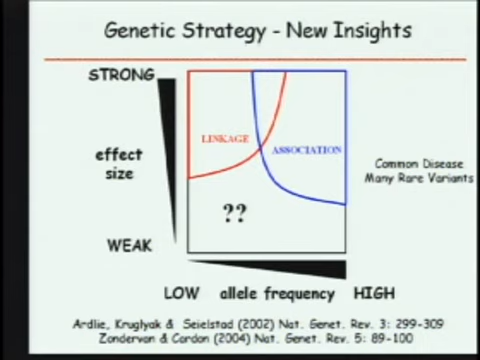 Genetic Strategy - New Insights
STRONG
LINKAGE
ASSOCIATION
effect
size
Common Disease
Many Rare Variants
??
WEAK
LOW allele frequency HIGH
Ardlie, Kruglyak & Seielstad (2002) Nat. Genet. Rev. 3: 299-309
Zondervan & Cardon (2004) Nat. Genet. Rev. 5: 89-100